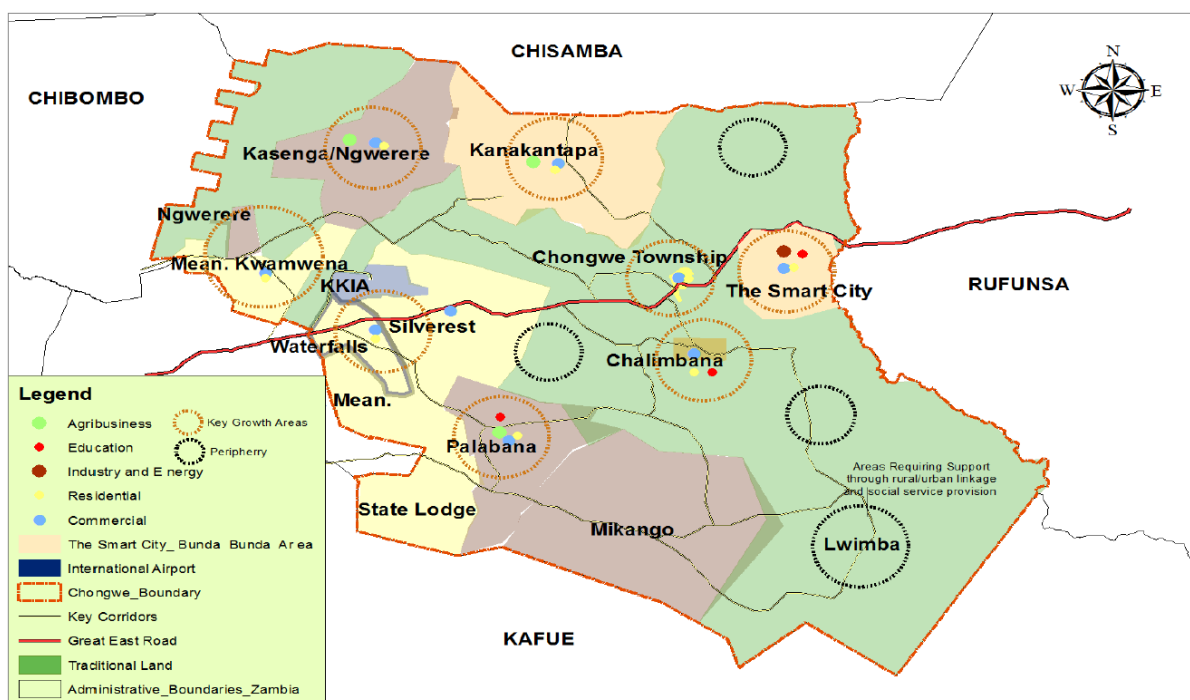 CHISAMBA
CHIBOMBO
N
W
E
S
Kasenga/Ngwerere
Kanakantapa
Ngwerere
Mean. Kwamwena
Chongwe Township
KKIA
The Smart City
RUFUNSA
Silverest
Waterfalls
Chalimbana
Mean.
Palabana
State Lodge
Mikango
Areas Requiring Support
through rural/urban linkage
and social service provision
Lwimba
KAFUE
Legend
Agribusiness
Key Growth Areas
Education
Peripherry
Industry and Energy
Residential
Commercial
The Smart City_ Bunda Bunda Area
International Airport
Chongwe_Boundary
Key Corridors
Great East Road
Traditional Land
Administrative_Boundaries_Zambia